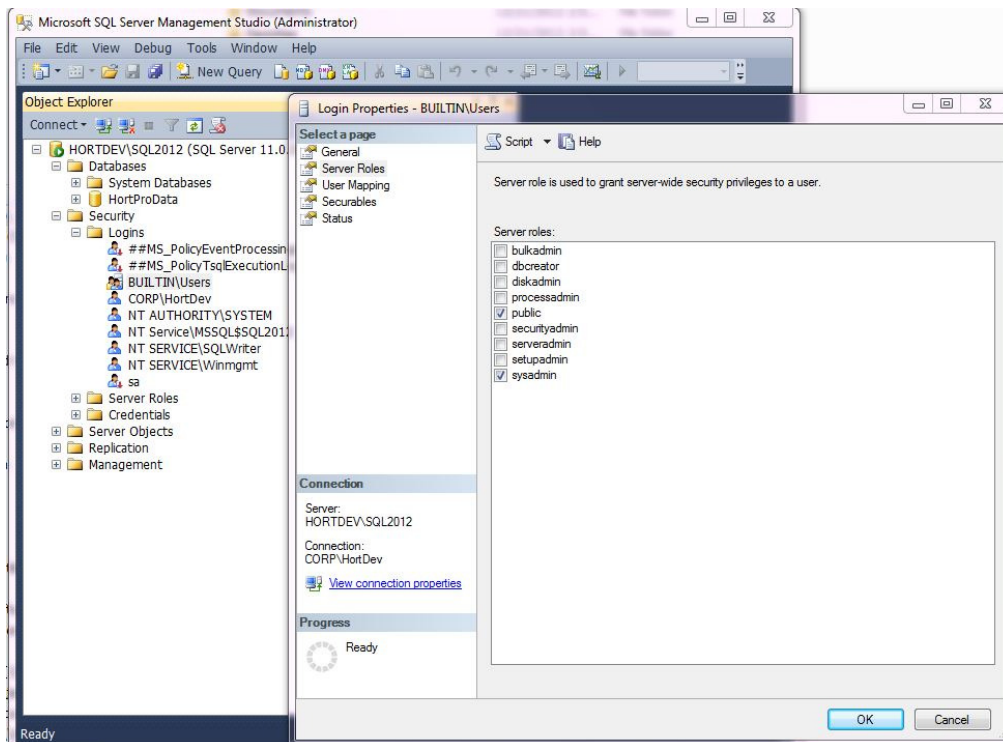 Microsoft SQL Server Management Studio (Administrator)
File Edit View Debug Tools Window Help
New Query
Object Explorer
Connect
HORTDEV\SQL2012 (SQL Server 11.0.
Databases
System Databases
HortProData
Security
Logins
##MS_PolicyEventProcessin
##MS_PolicyTsqlExecutionL
BUILTIN\Users
CORP\HortDev
NT AUTHORITY\SYSTEM
NT Service\MSSQL$SQL2012
NT SERVICE\SQLWriter
NT SERVICE\Winmgmt
sa
Server Roles
Credentials
Server Objects
Replication
Management
Ready
Login Properties - BUILTIN\Users
Select a page
General
Server Roles
User Mapping
Securables
Status
Connection
Server:
HORTDEV\SQL2012
Connection:
CORP\HortDev
View connection properties
Progress
Ready
Script Help
Server role is used to grant server-wide security privileges to a user.
Server roles:
bulkadmin
dbcreator
diskadmin
processadmin
public
securityadmin
serveradmin
setupadmin
sysadmin
OK Cancel